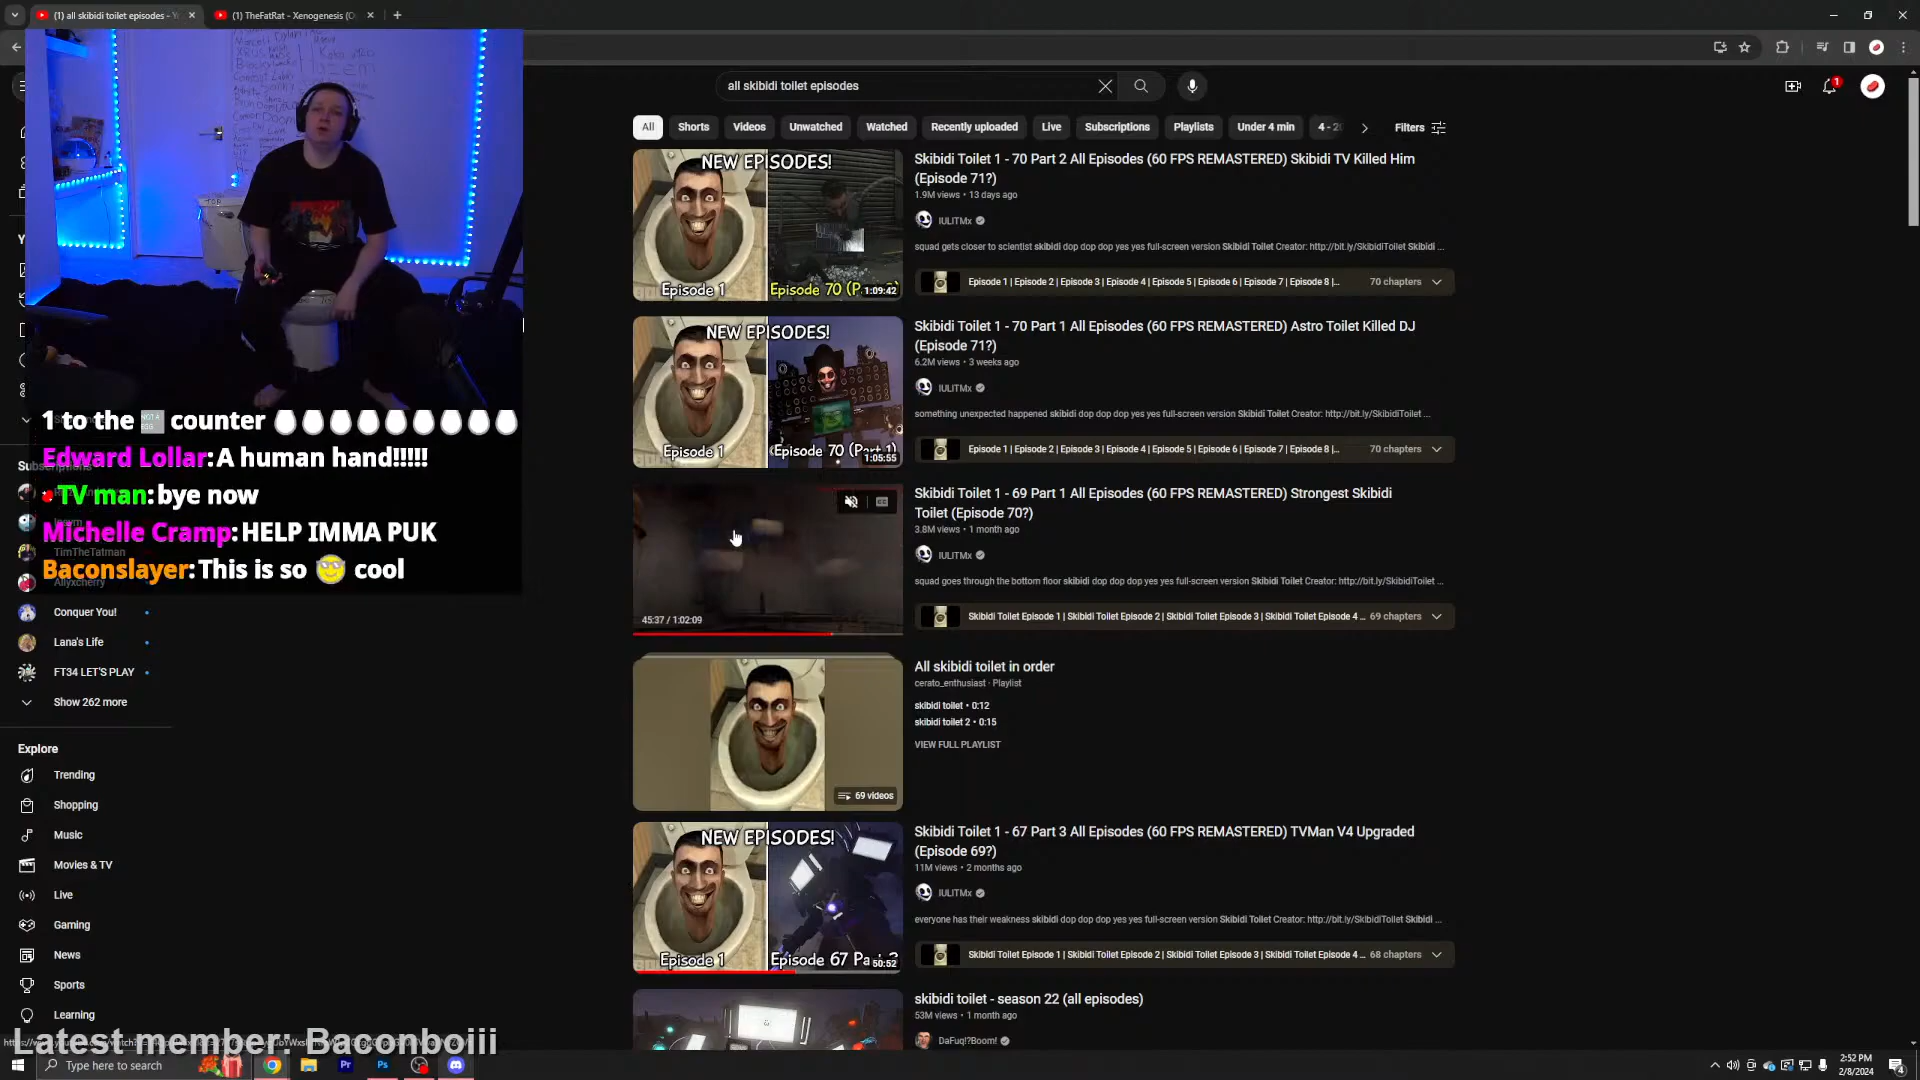 (1) all skibidi toilet episodes - Y
(1) TheFatRat - Xenogenesis (O
all skibidi toilet episodes
1
All
Shorts
Videos
Unwatched
Watched
Recently uploaded
Live
Subscriptions
Playlists
Under 4 min
Filters
NEW EPISODES!
Episode 1
Episode 70 (P
1:09:42
Skibidi Toilet 1 - 70 Part 2 All Episodes (60 FPS REMASTERED) Skibidi TV Killed Him
(Episode 71?)
1.9M views • 13 days ago
IULITMx
squad gets closer to scientist skibidi dop dop dop yes yes full-screen version Skibidi Toilet Creator: http://bit.ly/SkibidiToilet Skibidi ...
Episode 1 | Episode 2 | Episode 3 | Episode 4 | Episode 5 | Episode 6 | Episode 7 | Episode 8 |...
70 chapters
NEW EPISODES!
Episode 1
Episode 70 (Part 1)
1:05:55
Skibidi Toilet 1 - 70 Part 1 All Episodes (60 FPS REMASTERED) Astro Toilet Killed DJ
(Episode 71?)
6.2M views • 3 weeks ago
IULITMx
something unexpected happened skibidi dop dop dop yes yes full-screen version Skibidi Toilet Creator: http://bit.ly/SkibidiToilet ...
Episode 1 | Episode 2 | Episode 3 | Episode 4 | Episode 5 | Episode 6 | Episode 7 | Episode 8 |...
70 chapters
45:37 / 1:02:09
Skibidi Toilet 1 - 69 Part 1 All Episodes (60 FPS REMASTERED) Strongest Skibidi
Toilet (Episode 70?)
3.8M views • 1 month ago
IULITMx
squad goes through the bottom floor skibidi dop dop dop yes yes full-screen version Skibidi Toilet Creator: http://bit.ly/SkibidiToilet ...
Skibidi Toilet Episode 1 | Skibidi Toilet Episode 2 | Skibidi Toilet Episode 3 | Skibidi Toilet Episode 4 ...
69 chapters
69 videos
All skibidi toilet in order
cerato_enthusiast · Playlist
skibidi toilet • 0:12
skibidi toilet 2 • 0:15
VIEW FULL PLAYLIST
NEW EPISODES!
Episode 1
Episode 67 Pa
50:52
Skibidi Toilet 1 - 67 Part 3 All Episodes (60 FPS REMASTERED) TVMan V4 Upgraded
(Episode 69?)
11M views • 2 months ago
IULITMx
everyone has their weakness skibidi dop dop dop yes yes full-screen version Skibidi Toilet Creator: http://bit.ly/SkibidiToilet Skibidi ...
Skibidi Toilet Episode 1 | Skibidi Toilet Episode 2 | Skibidi Toilet Episode 3 | Skibidi Toilet Episode 4 ...
68 chapters
skibidi toilet - season 22 (all episodes)
53M views • 1 month ago
DaFuq!?Boom!
1 to the counter
Edward Lollar: A human hand!!!!!
TV man: bye now
Michelle Cramp: HELP IMMA PUK
Baconslayer: This is so cool
Subscriptions
TimTheTatman
Allyxcherry
Conquer You!
Lana's Life
FT34 LET'S PLAY
Show 262 more
Explore
Trending
Shopping
Music
Movies & TV
Live
Gaming
News
Sports
Learning
Latest member: Baconboiii
Type here to search
Pr
Ps
2:52 PM
2/8/2024
4